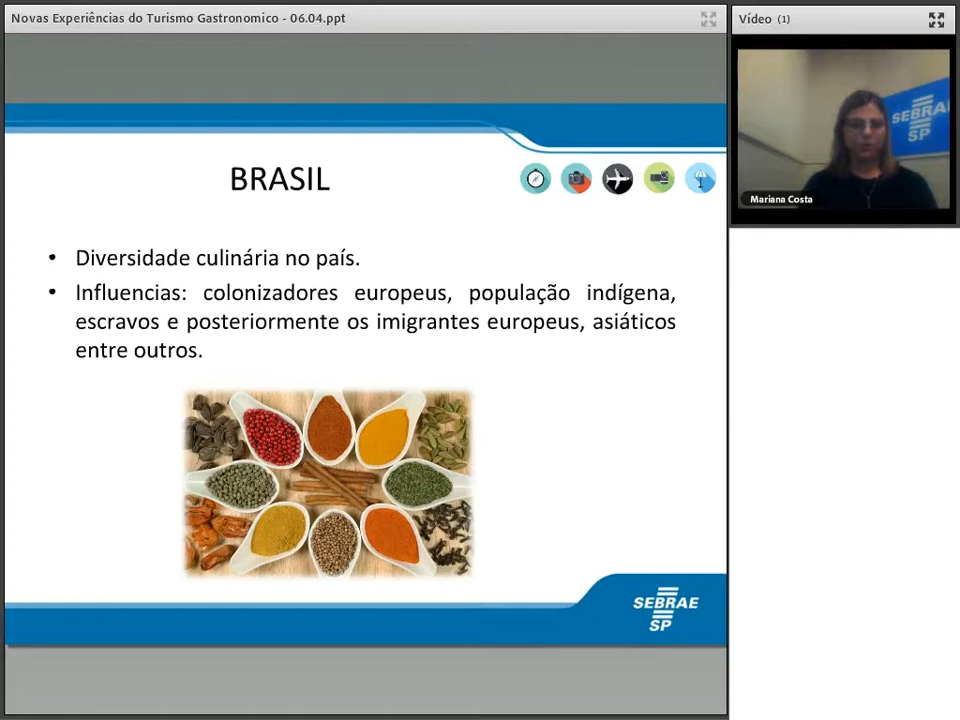 Novas Experiências do Turismo Gastronomico - 06.04.ppt
Vídeo (1)
SEBRAE
SP
Mariana Costa
BRASIL
• Diversidade culinária no país.
• Influencias: colonizadores europeus, população indígena,
escravos e posteriormente os imigrantes europeus, asiáticos
entre outros.
SEBRAE
SP